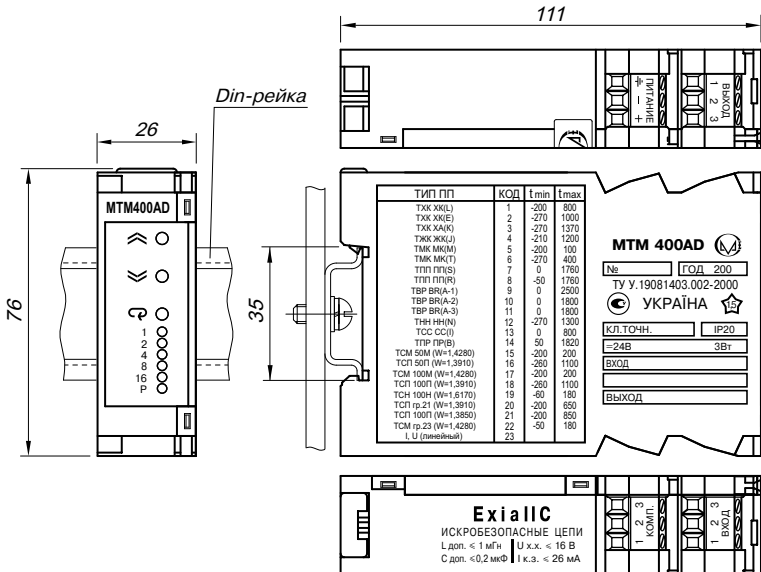 111
Din-рейка
26
ПИТАНИЕ
+
1 2 3
ВЫХОД
76
35
MTM400AD
1
2
4
8
16
P
ТИП ПП КОД tmin tmax
ТХК ХК(L) 1 -200 800
ТХК ХК(E) 2 -270 1000
ТХК ХА(K) 3 -270 1370
ТЖК ЖК(J) 4 -210 1200
ТМК МК(M) 5 -200 100
ТМК МК(T) 6 -270 400
ТПП ПП(S) 7 0 1760
ТПП ПП(R) 8 -50 1760
ТВР ВR(A-1) 9 0 2500
ТВР ВR(A-2) 10 0 1800
ТВР ВR(A-3) 11 0 1800
ТНН НН(N) 12 -270 1300
ТСС СС(I) 13 0 800
ТПР ПР(B) 14 50 1820
ТСМ 50М (W=1,4280) 15 -200 200
ТСП 50П (W=1,3910) 16 -260 1100
ТСМ 100М (W=1,4280) 17 -200 200
ТСП 100П (W=1,3910) 18 -260 1100
ТСН 100Н (W=1,6170) 19 -60 180
ТСП гр.21 (W=1,3910) 20 -200 650
ТСП 100П (W=1,3850) 21 -200 850
ТСМ гр.23 (W=1,4280) 22 -50 180
I, U (линейный) 23
МТМ 400AD
№ ГОД 200
ТУ У.19081403.002-2000
УКРАЇНА 15
КЛ.ТОЧН. IP20
=24В 3Вт
ВХОД
ВЫХОД
ExiaIIC
ИСКРОБЕЗОПАСНЫЕ ЦЕПИ
L доп. ⩽ 1 мГн U х.х. ⩽ 16 В
С доп. ⩽0,2 мкФ I к.з. ⩽ 26 мА
1 2 3
КОМП.
1 2 3
ВХОД